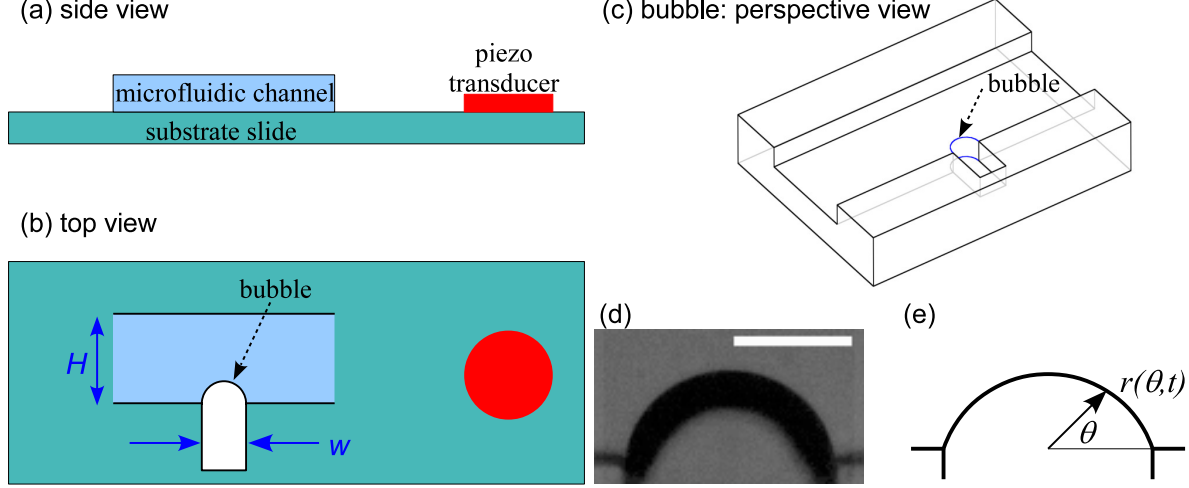 (a) side view
piezo
transducer
microfluidic channel
substrate slide
(b) top view
bubble
H
w
(c) bubble: perspective view
bubble
(d)
(e)
r(θ,t)
θ